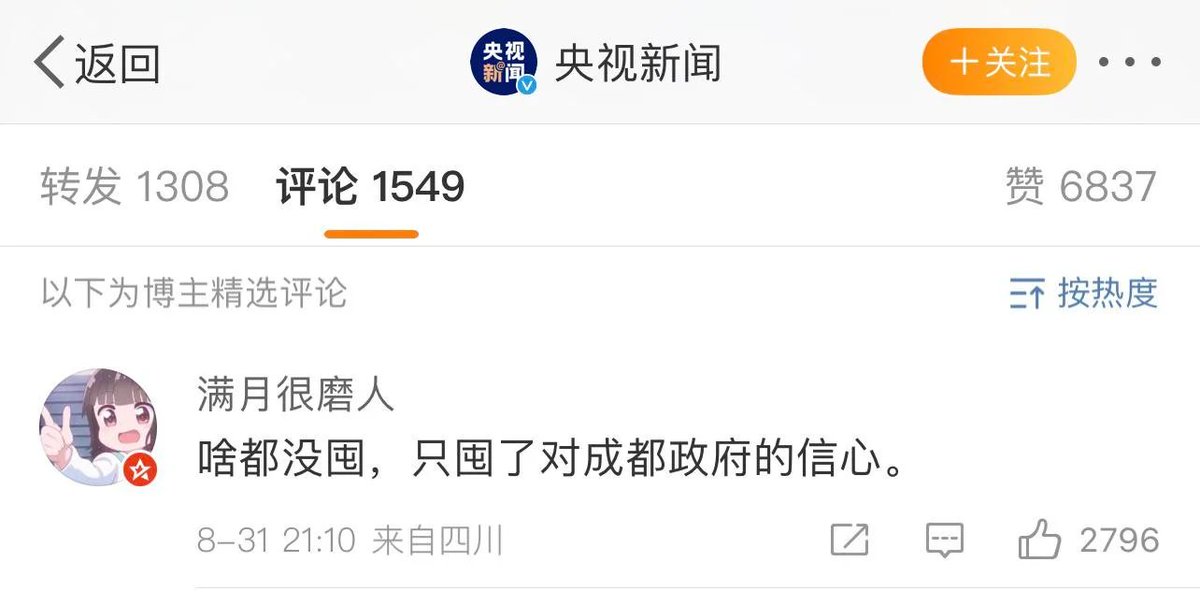 返回
央视
新闻
央视新闻
+关注
转发 1308
评论 1549
赞 6837
以下为博主精选评论
按热度
满月很磨人
啥都没囤，只囤了对成都政府的信心。
8-31 21:10 来自四川
2796